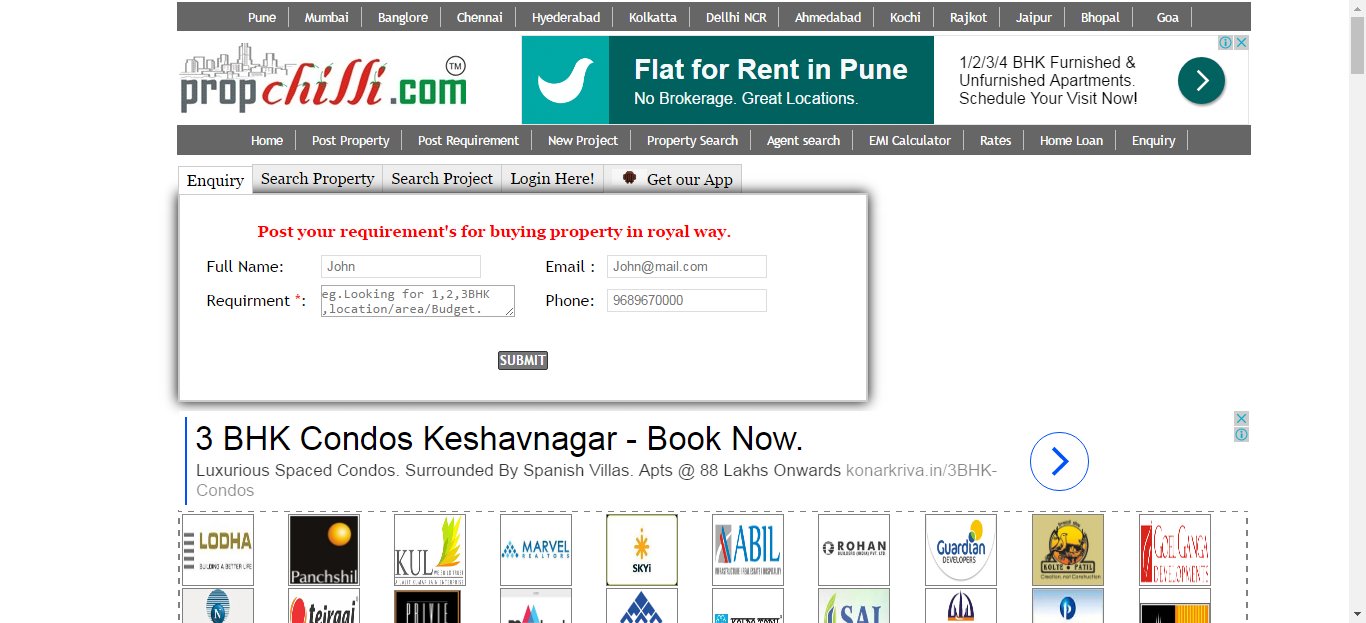 Pune Mumbai Banglore Chennai Hyederabad Kolkatta Dellhi NCR Ahmedabad Kochi Rajkot Jaipur Bhopal Goa
propchilli.com TM
Flat for Rent in Pune
No Brokerage. Great Locations.
1/2/3/4 BHK Furnished &
Unfurnished Apartments.
Schedule Your Visit Now!
Home Post Property Post Requirement New Project Property Search Agent search EMI Calculator Rates Home Loan Enquiry
Enquiry Search Property Search Project Login Here! Get our App
Post your requirement's for buying property in royal way.
Full Name: John Email : John@mail.com
Requirment *: eg.Looking for 1,2,3BHK
,location/area/Budget.
Phone: 9689670000
SUBMIT
3 BHK Condos Keshavnagar - Book Now.
Luxurious Spaced Condos. Surrounded By Spanish Villas. Apts @ 88 Lakhs Onwards konarkriva.in/3BHK-
Condos
LODHA
BUILDING A BETTER LIFE
Panchshil
KUL
MARVEL
REALTORS
SKYi
ABIL
ROHAN
BUILDERS (INDIA) PVT. LTD
Guardian
DEVELOPERS
KOLTE PATIL
Creation, not Construction
GOEL GANGA
DEVELOPMENTS
N
PRIVIE
SAI